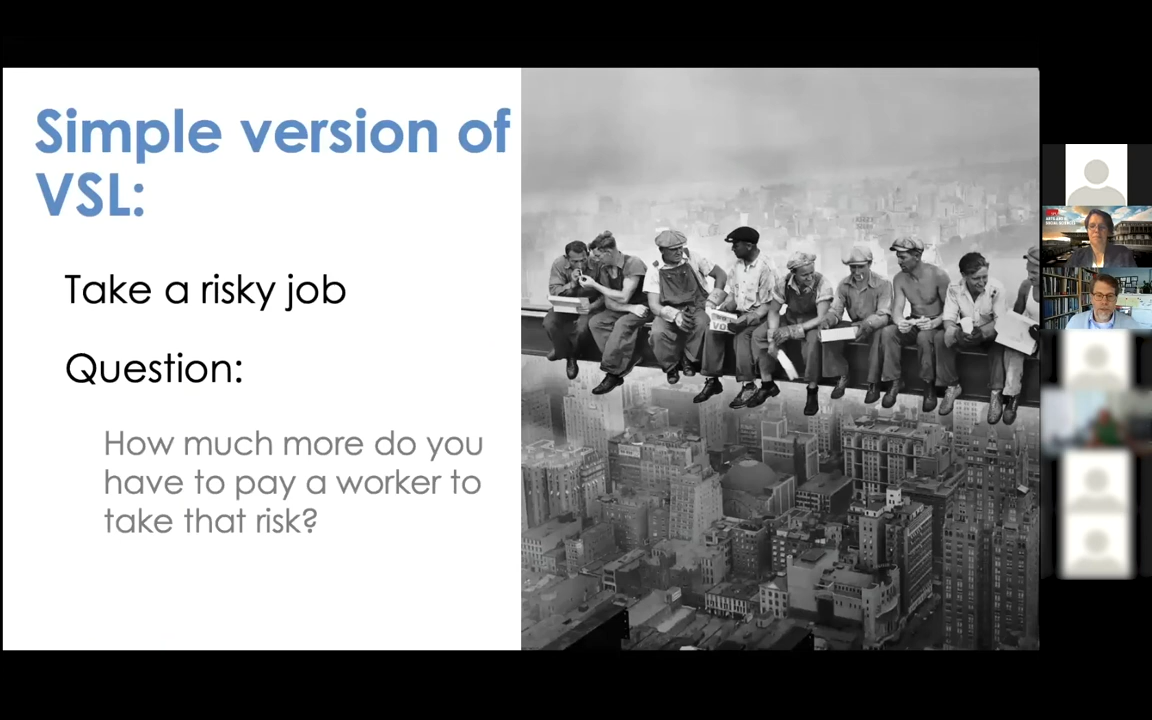 Simple version of
VSL:
Take a risky job
Question:
How much more do you
have to pay a worker to
take that risk?